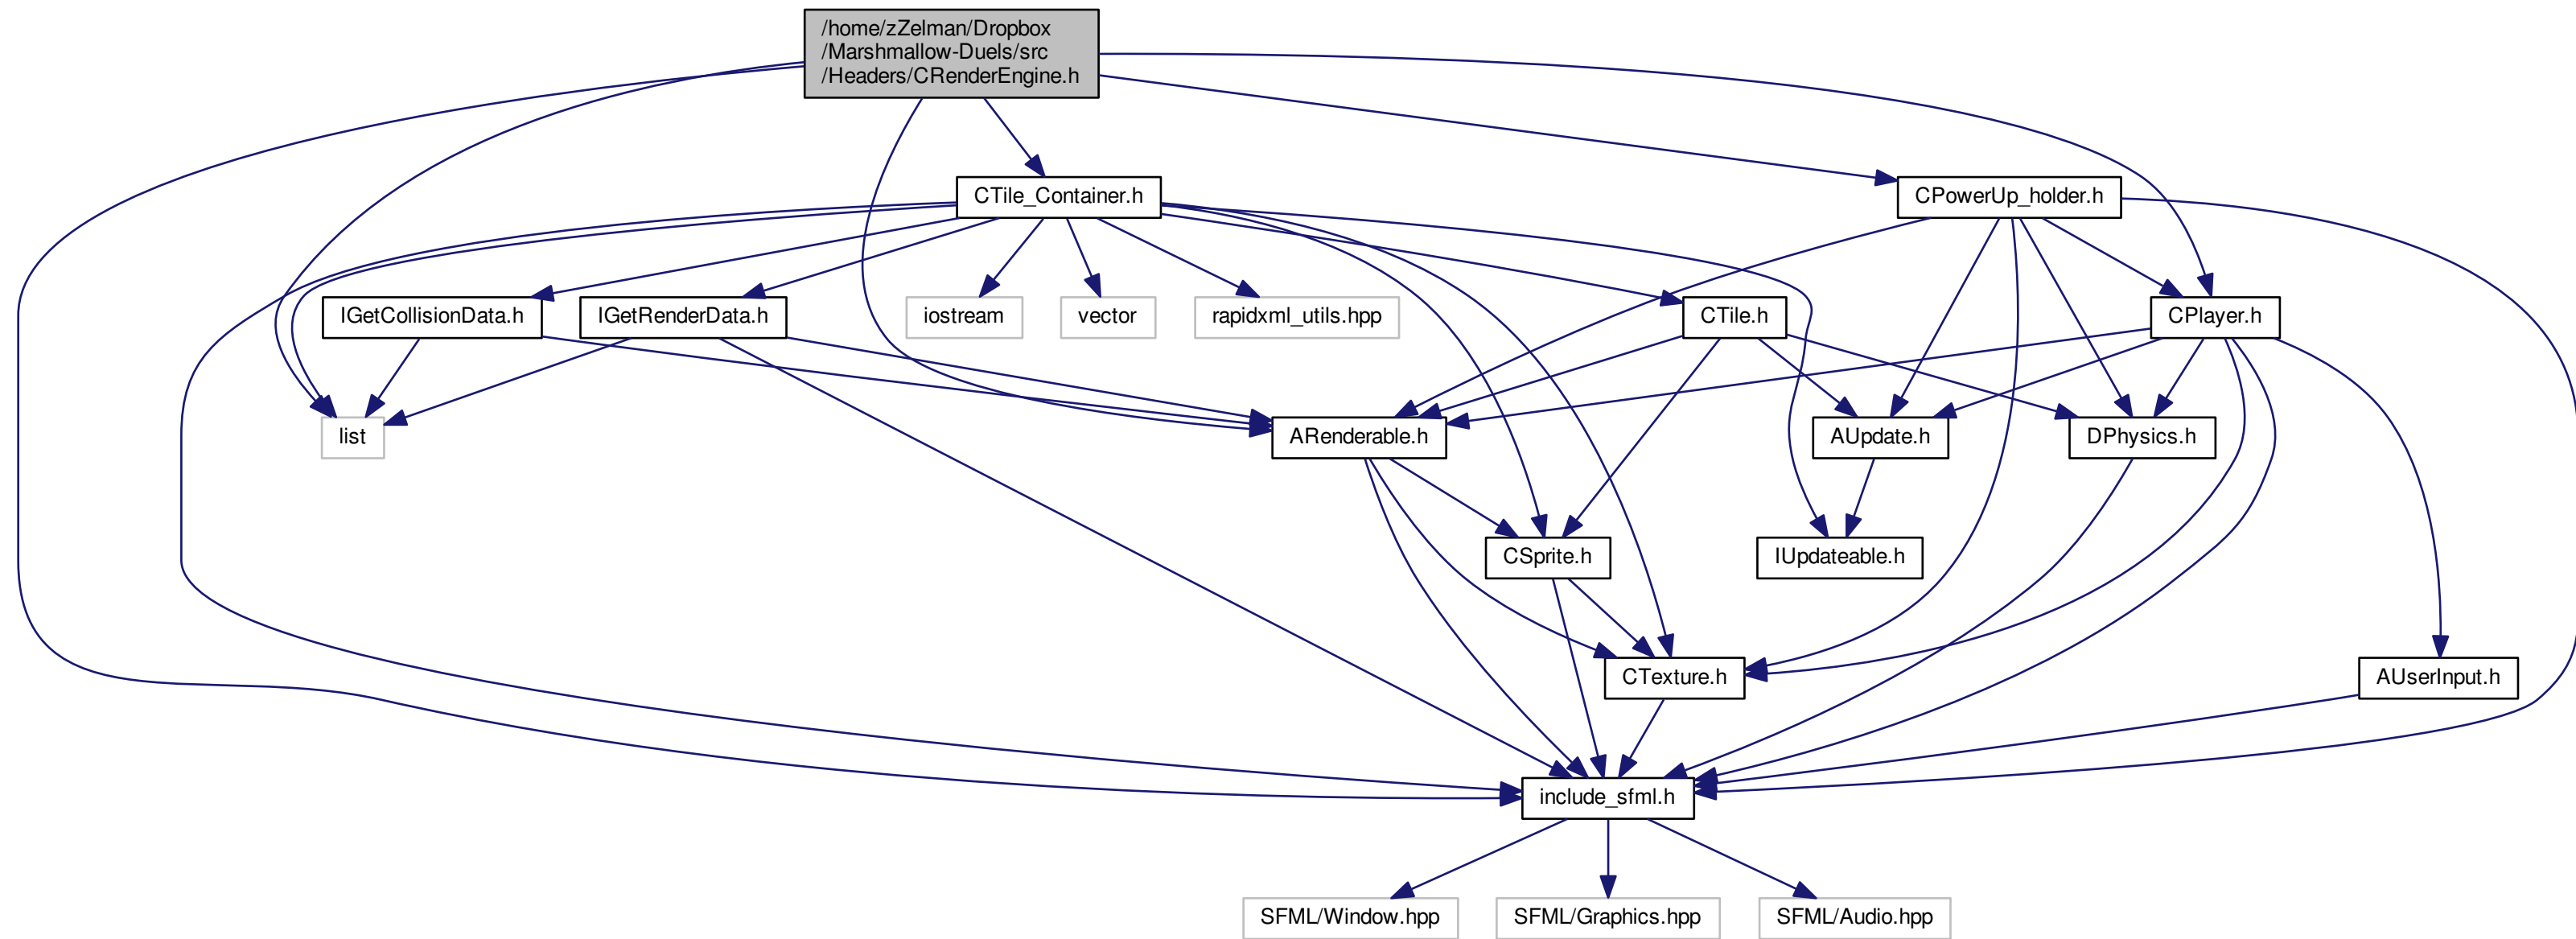 /home/zZelman/Dropbox
/Marshmallow-Duels/src
/Headers/CRenderEngine.h
CTile_Container.h
CPowerUp_holder.h
IGetCollisionData.h
IGetRenderData.h
iostream
vector
rapidxml_utils.hpp
CTile.h
CPlayer.h
list
ARenderable.h
AUpdate.h
DPhysics.h
CSprite.h
IUpdateable.h
CTexture.h
AUserInput.h
include_sfml.h
SFML/Window.hpp
SFML/Graphics.hpp
SFML/Audio.hpp